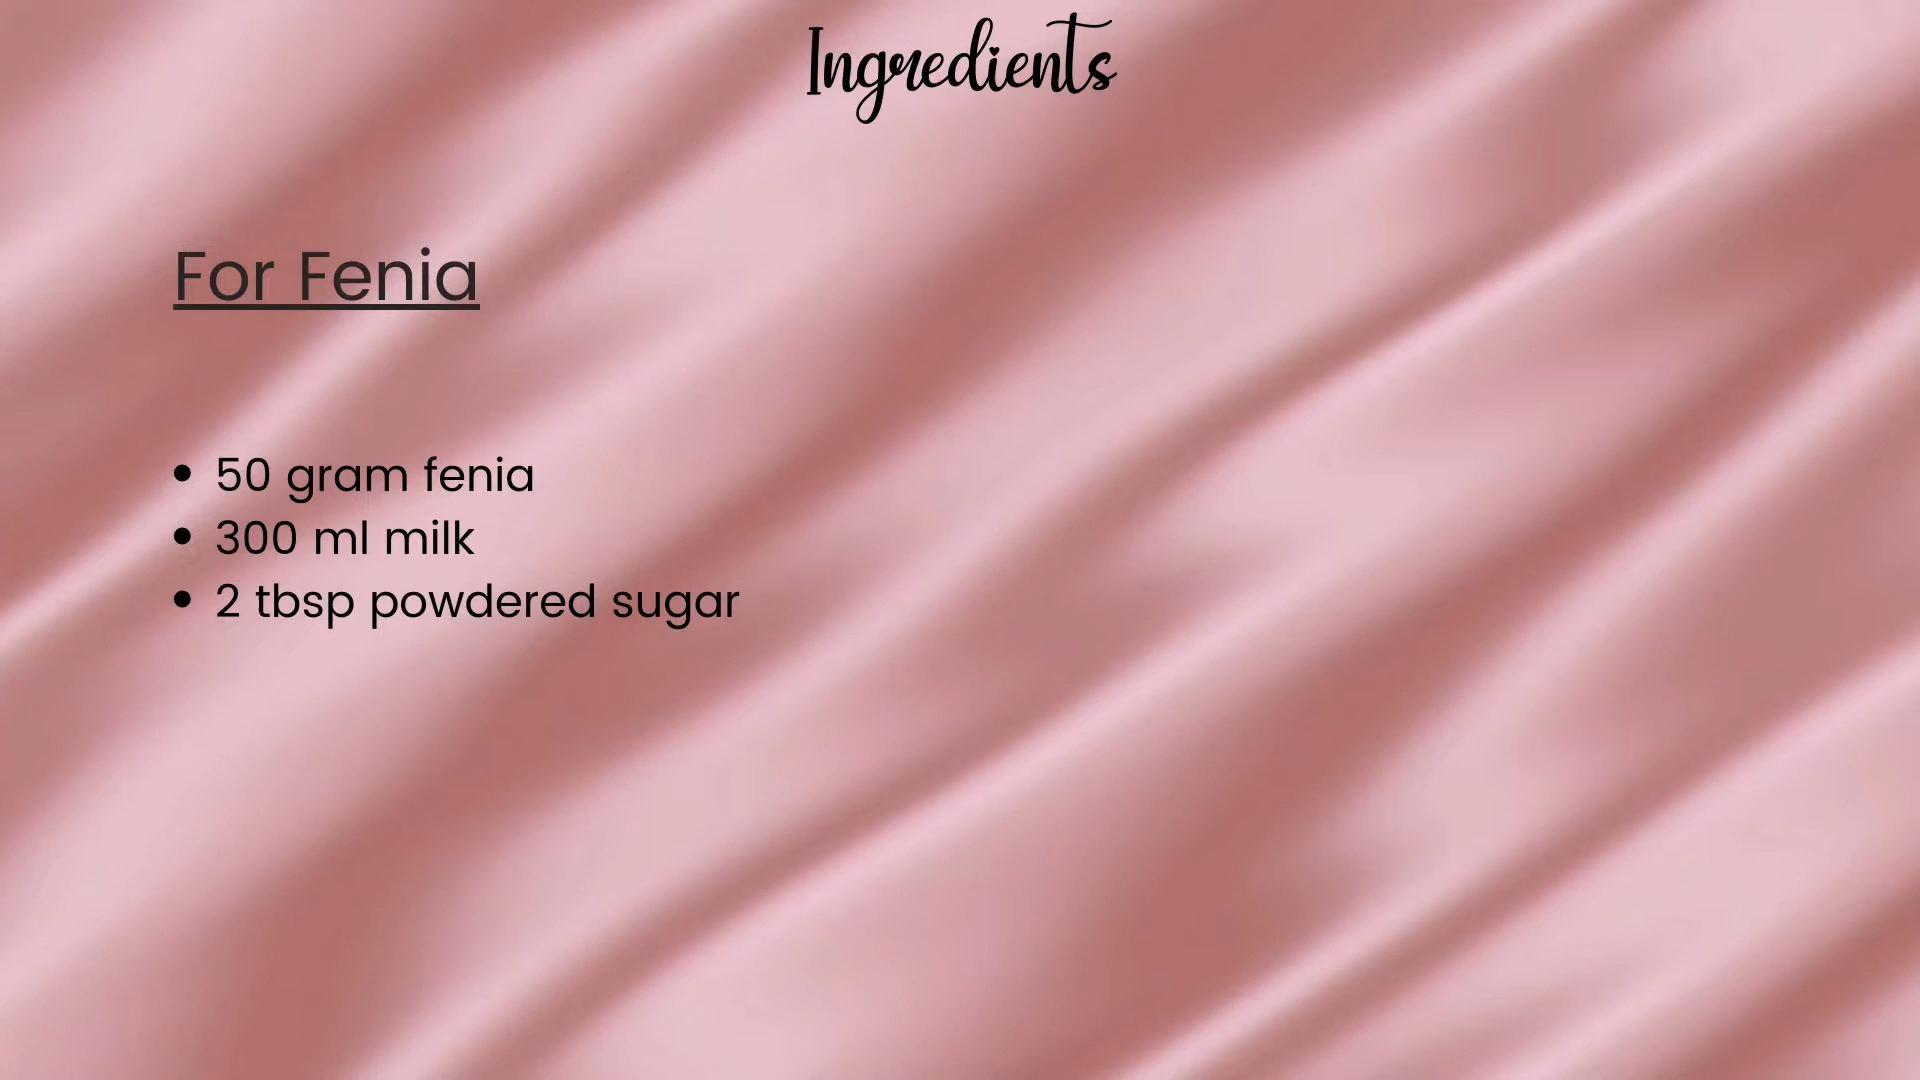 Ingredients
For Fenia
• 50 gram fenia
• 300 ml milk
• 2 tbsp powdered sugar